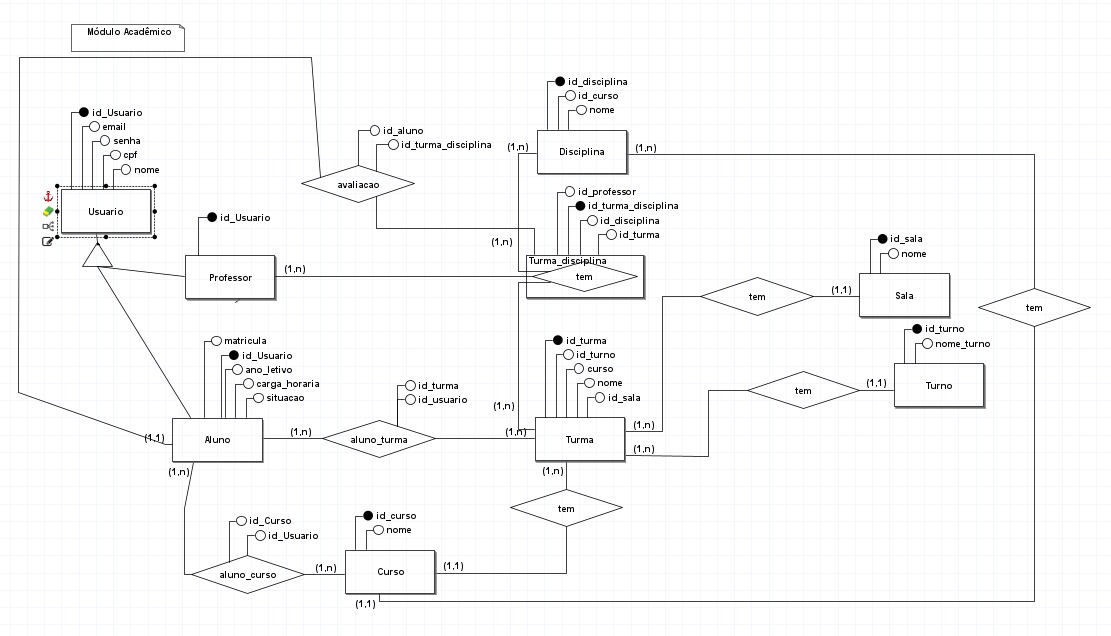 Módulo Acadêmico
id_Usuario
email
senha
cpf
nome
Usuario
id_aluno
id_turma_disciplina
avaliacao
id_disciplina
id_curso
nome
Disciplina
(1,n)
(1,n)
id_professor
id_turma_disciplina
id_disciplina
id_turma
Turma_disciplina
tem
(1,n)
id_Usuario
Professor
(1,n)
id_sala
nome
Sala
(1,1)
tem
tem
id_turno
nome_turno
Turno
(1,1)
tem
matricula
id_Usuario
ano_letivo
carga_horaria
situacao
Aluno
(1,1)
(1,n)
(1,n)
id_turma
id_usuario
aluno_turma
(1,n)
(1,n)
id_turma
id_turno
curso
nome
id_sala
Turma
(1,n)
(1,n)
(1,n)
tem
id_Curso
id_Usuario
aluno_curso
(1,n)
id_curso
nome
Curso
(1,1)
(1,1)